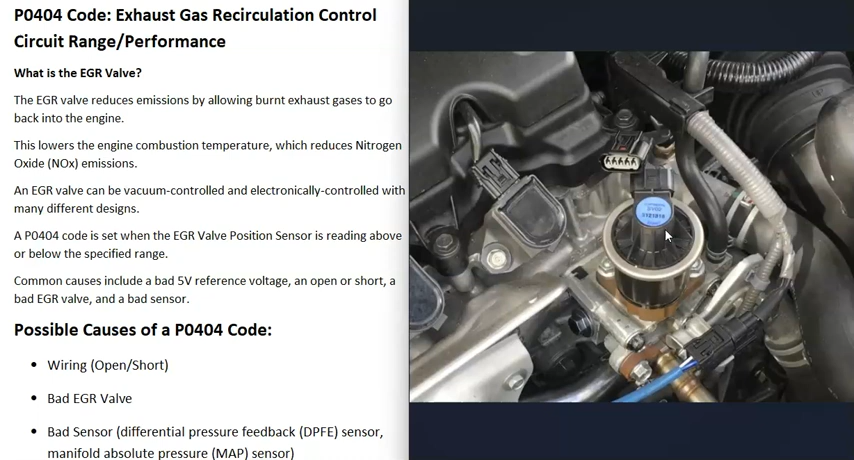 P0404 Code: Exhaust Gas Recirculation Control
Circuit Range/Performance
What is the EGR Valve?
The EGR valve reduces emissions by allowing burnt exhaust gases to go
back into the engine.
This lowers the engine combustion temperature, which reduces Nitrogen
Oxide (NOx) emissions.
An EGR valve can be vacuum-controlled and electronically-controlled with
many different designs.
A P0404 code is set when the EGR Valve Position Sensor is reading above
or below the specified range.
Common causes include a bad 5V reference voltage, an open or short, a
bad EGR valve, and a bad sensor.
Possible Causes of a P0404 Code:
• Wiring (Open/Short)
• Bad EGR Valve
• Bad Sensor (differential pressure feedback (DPFE) sensor,
manifold absolute pressure (MAP) sensor)